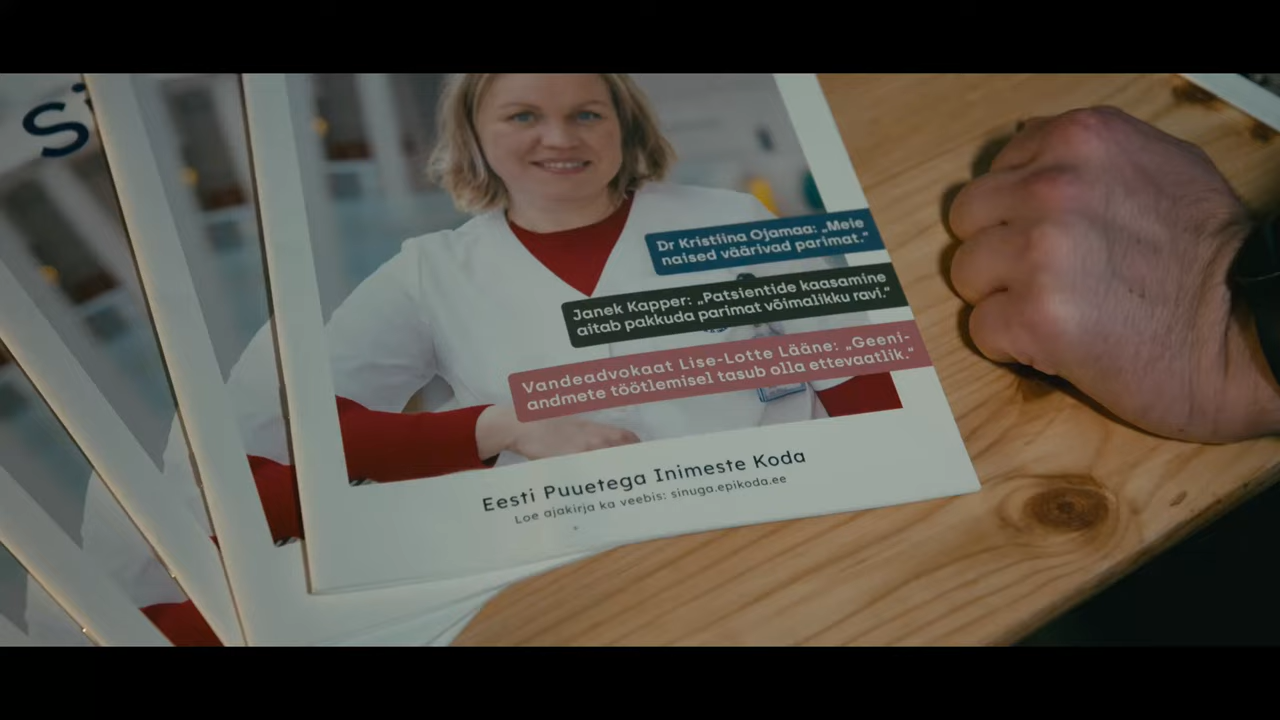 Si
Dr Kristiina Ojamaa: „Meie
naised väärivad parimat.”
Janek Kapper: „Patsientide kaasamine
aitab pakkuda parimat võimalikku ravi.”
Vandeadvokaat Lise-Lotte Lääne: „Geeni-
andmete töötlemisel tasub olla ettevaatlik.”
Eesti Puuetega Inimeste Koda
Loe ajakirja ka veebis: sinuga.epikoda.ee